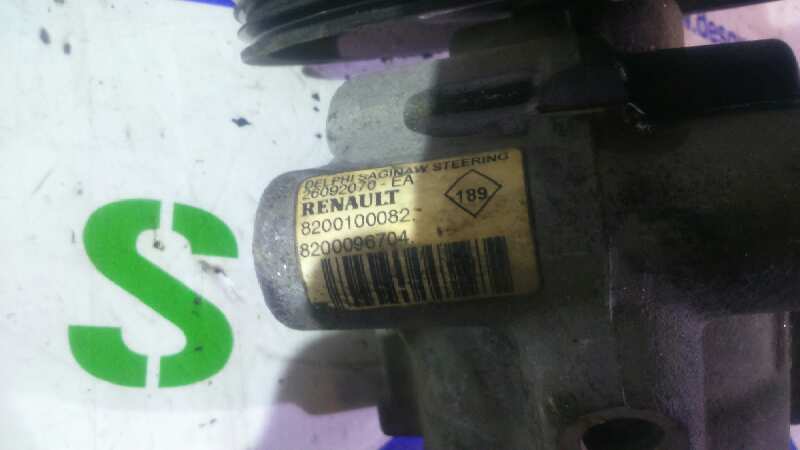 DELPHI SAGINAW STEERING
26092070-EA
RENAULT
189
8200100082.
8200096704.
S